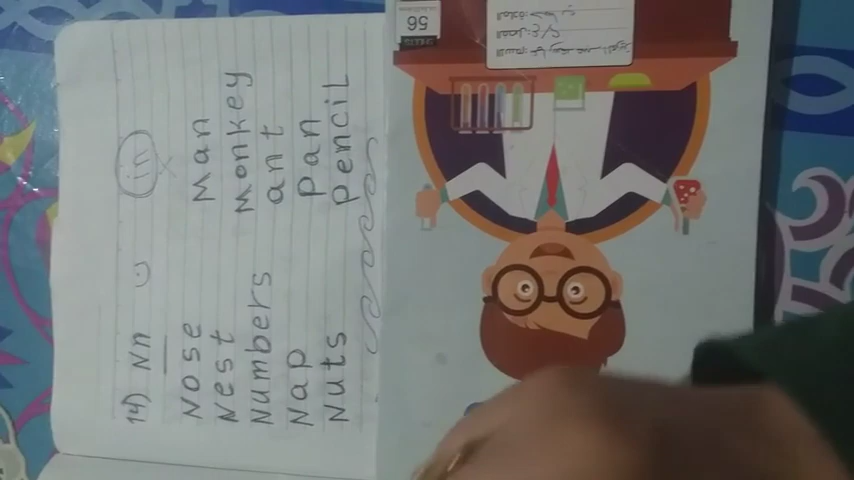 14) Nn ن in
Nose Man
Nest Monkey
Numbers ant
Nap Pan
Nuts Pencil
56